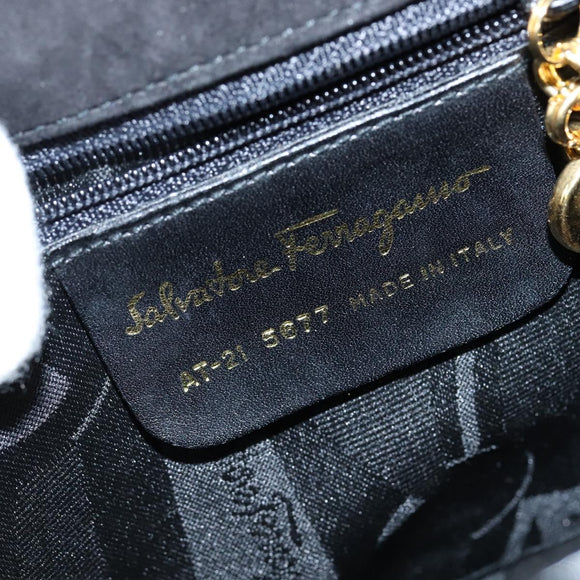 Salvatore Ferragamo
AT-21 5677 MADE IN ITALY